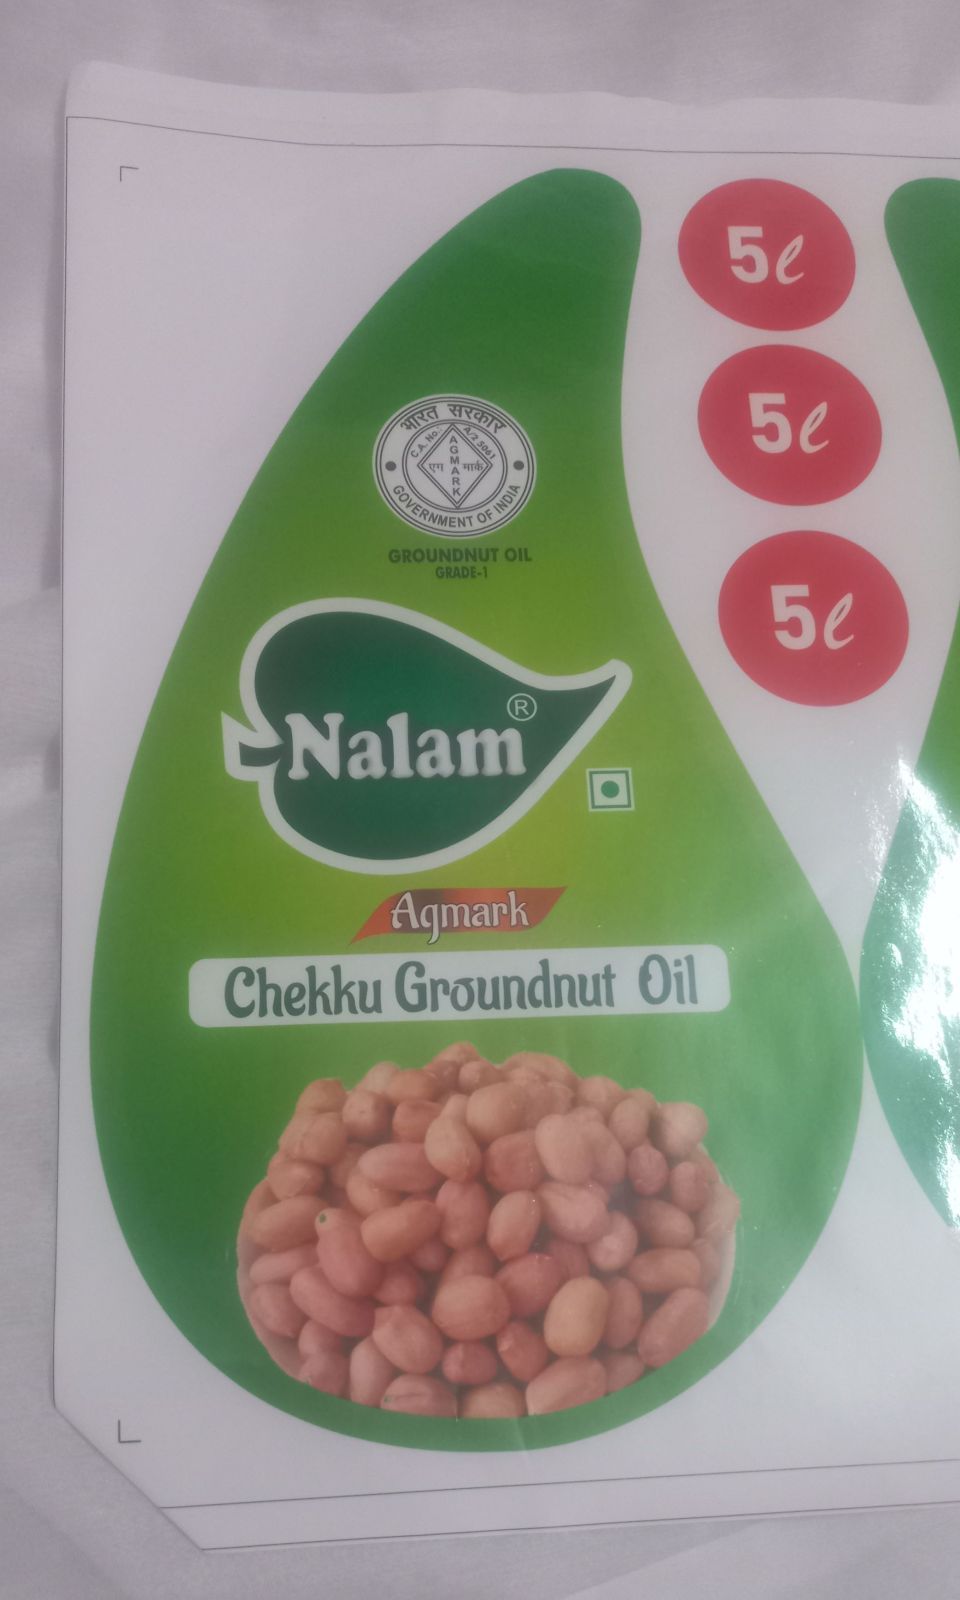 भारत सरकार
C.A. No. A/2 5061
AGMARK
एग मार्क
GOVERNMENT OF INDIA
GROUNDNUT OIL
GRADE-1
Nalam®
Agmark
Chekku Groundnut Oil
5ℓ
5ℓ
5ℓ